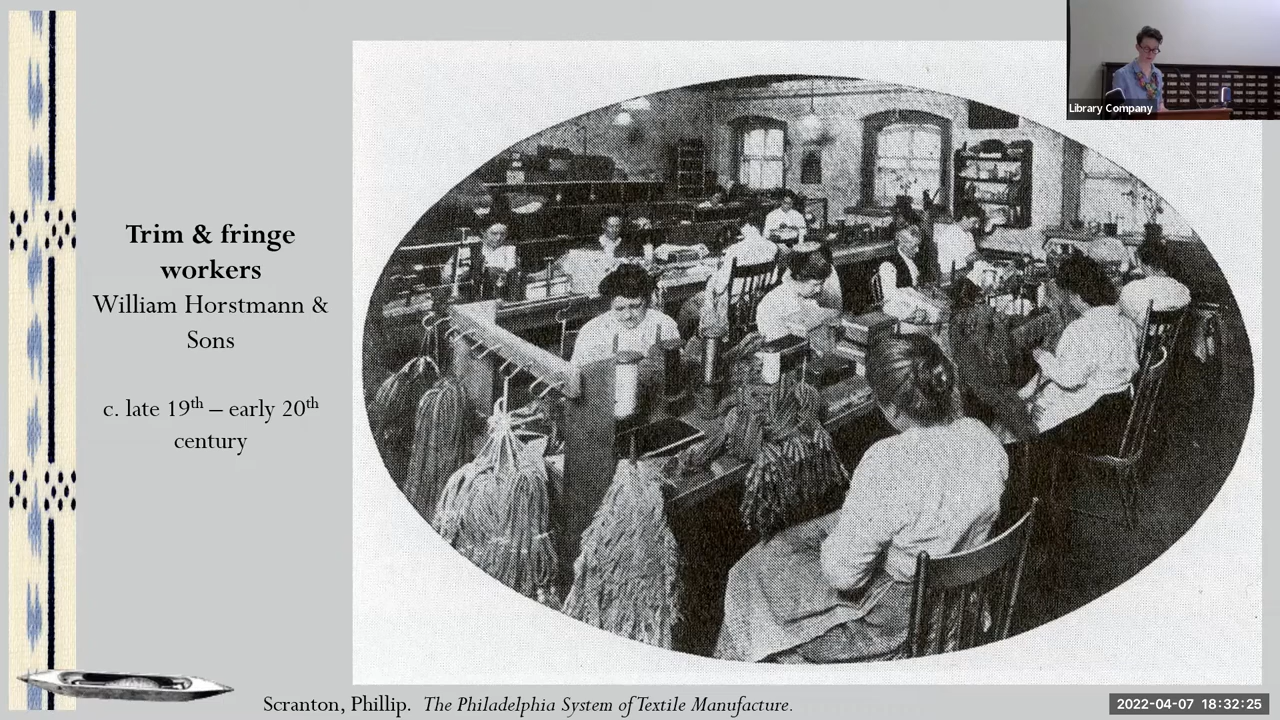 Library Company
Trim & fringe
workers
William Horstmann &
Sons
c. late 19th – early 20th
century
Scranton, Phillip. The Philadelphia System of Textile Manufacture.
2022-04-07 18:32:25